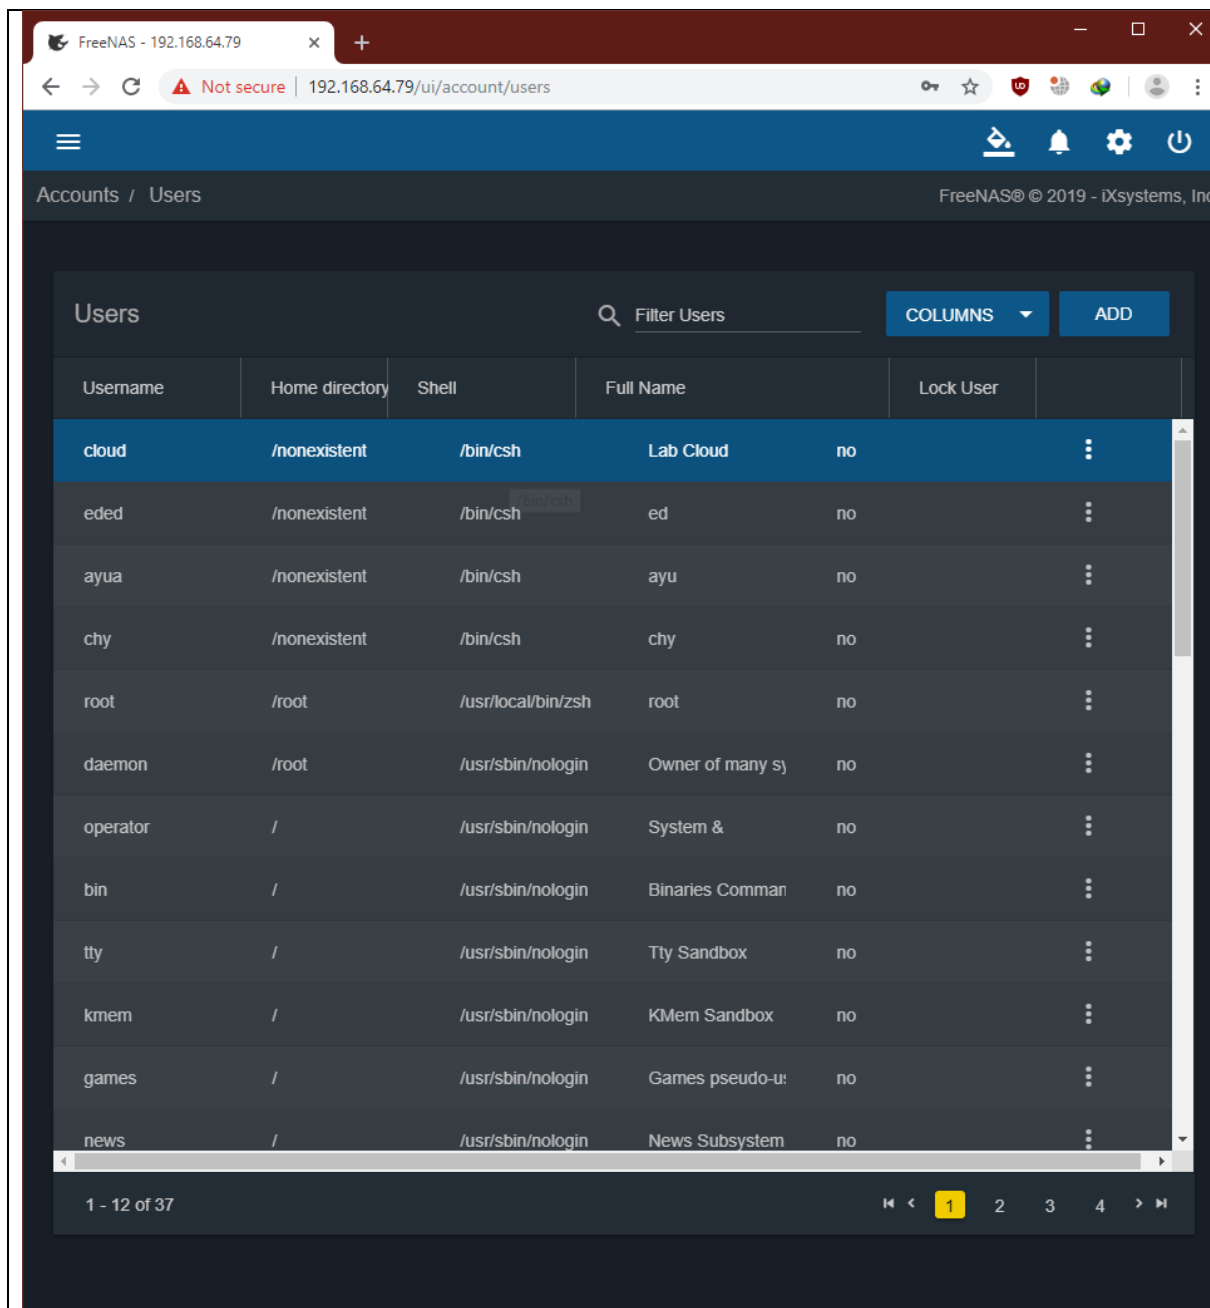 FreeNAS - 192.168.64.79
Not secure | 192.168.64.79/ui/account/users
Accounts / Users FreeNAS® © 2019 - iXsystems, Inc
Users Filter Users COLUMNS ADD
Username Home directory Shell Full Name Lock User
cloud /nonexistent /bin/csh Lab Cloud no
/bin/csh
eded /nonexistent /bin/csh ed no
ayua /nonexistent /bin/csh ayu no
chy /nonexistent /bin/csh chy no
root /root /usr/local/bin/zsh root no
daemon /root /usr/sbin/nologin Owner of many sy no
operator / /usr/sbin/nologin System & no
bin / /usr/sbin/nologin Binaries Comman no
tty / /usr/sbin/nologin Tty Sandbox no
kmem / /usr/sbin/nologin KMem Sandbox no
games / /usr/sbin/nologin Games pseudo-us no
news / /usr/sbin/nologin News Subsystem no
1 - 12 of 37 1 2 3 4